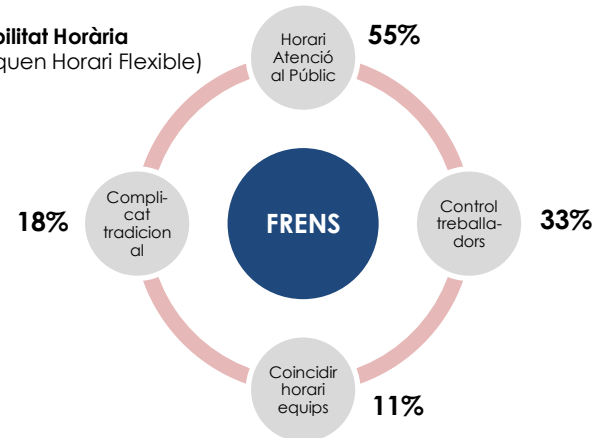 bilitat Horària
quen Horari Flexible)
Horari
Atenció
al Públic
55%
Compli-
cat
tradicion
al
18%
FRENS
Control
treballa-
dors
33%
Coincidir
horari
equips
11%